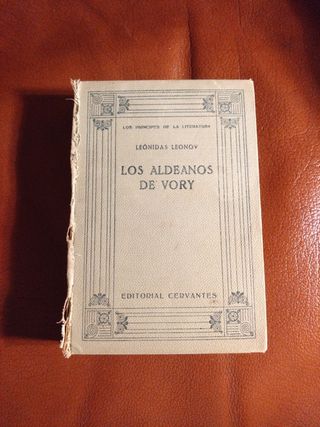 LOS PRINCIPES DE LA LITERATURA
LEÓNIDAS LEONOV
LOS ALDEANOS
DE VORY
EDITORIAL CERVANTES